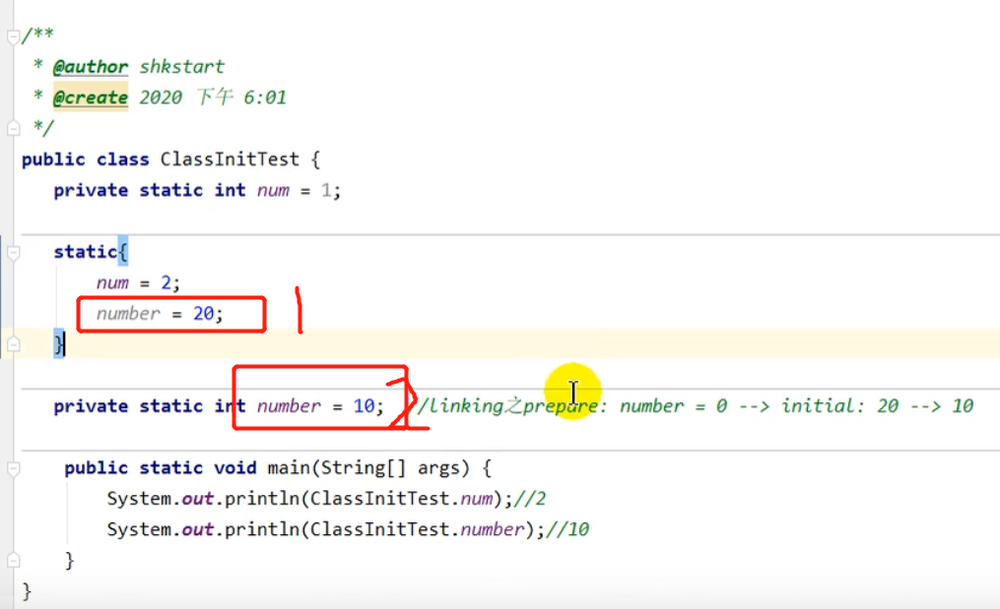 /**
 * @author shkstart
 * @create 2020 下午 6:01
 */
public class ClassInitTest {
    private static int num = 1;
    static{
        num = 2;
        number = 20;
    }
    private static int number = 10; //linking之prepare: number = 0 --> initial: 20 --> 10
    public static void main(String[] args) {
        System.out.println(ClassInitTest.num);//2
        System.out.println(ClassInitTest.number);//10
    }
}